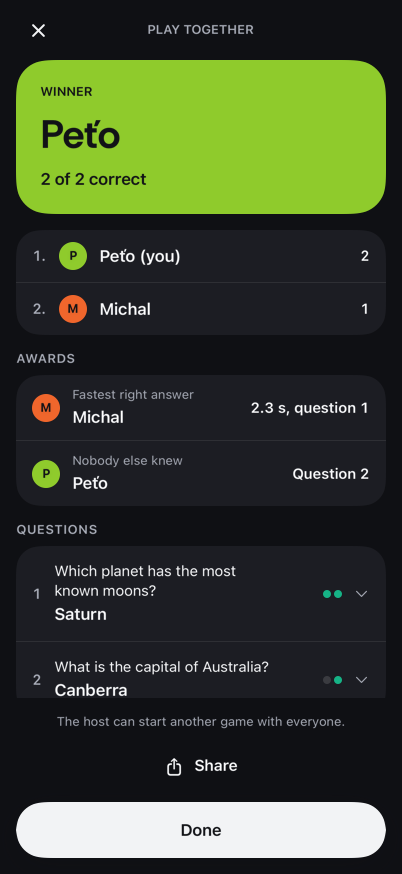 PLAY TOGETHER
WINNER
Peťo
2 of 2 correct
1. P Peťo (you) 2
2. M Michal 1
AWARDS
Fastest right answer
M Michal 2.3 s, question 1
Nobody else knew
P Peťo Question 2
QUESTIONS
Which planet has the most
1 known moons?
Saturn
What is the capital of Australia?
2 Canberra
The host can start another game with everyone.
Share
Done